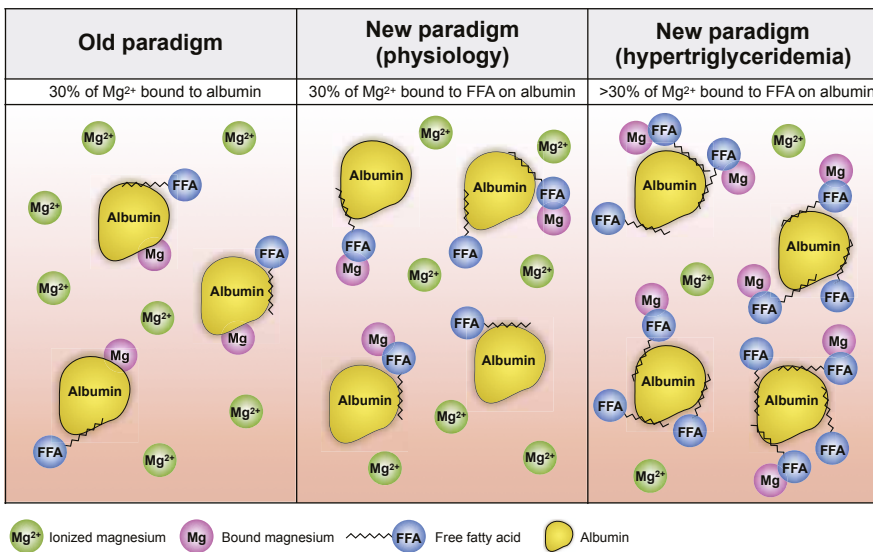 Old paradigm
New paradigm
(physiology)
New paradigm
(hypertriglyceridemia)
30% of Mg²⁺ bound to albumin
30% of Mg²⁺ bound to FFA on albumin
>30% of Mg²⁺ bound to FFA on albumin
Mg²⁺
Mg²⁺
FFA
Albumin
Mg²⁺
Mg
FFA
Mg²⁺
Albumin
Mg²⁺
Mg
Mg
Albumin
Mg²⁺
FFA
Mg²⁺
Mg²⁺
Mg²⁺
Albumin
Albumin
FFA
FFA
Mg
FFA
Mg
Mg²⁺
Mg²⁺
FFA
Mg
FFA
Albumin
Albumin
Mg²⁺
Mg²⁺
Mg²⁺
FFA
Mg
Mg²⁺
FFA
Mg
Albumin
Mg
FFA
FFA
Albumin
Mg²⁺
Mg
FFA
FFA
Mg
FFA
Mg
FFA
FFA
Albumin
FFA
FFA
Albumin
FFA
FFA
Mg
FFA
Mg²⁺
Mg²⁺ Ionized magnesium Mg Bound magnesium FFA Free fatty acid Albumin